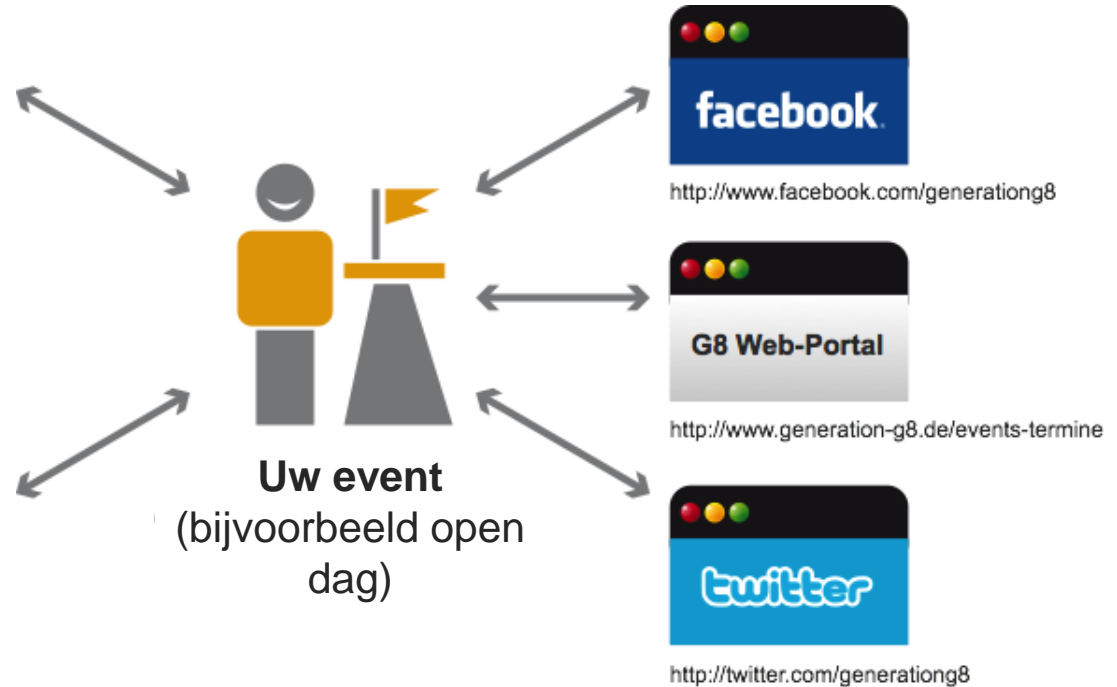 facebook.
http://www.facebook.com/generationg8
G8 Web-Portal
http://www.generation-g8.de/events-termine
Uw event
(bijvoorbeeld open
dag)
twitter
http://twitter.com/generationg8